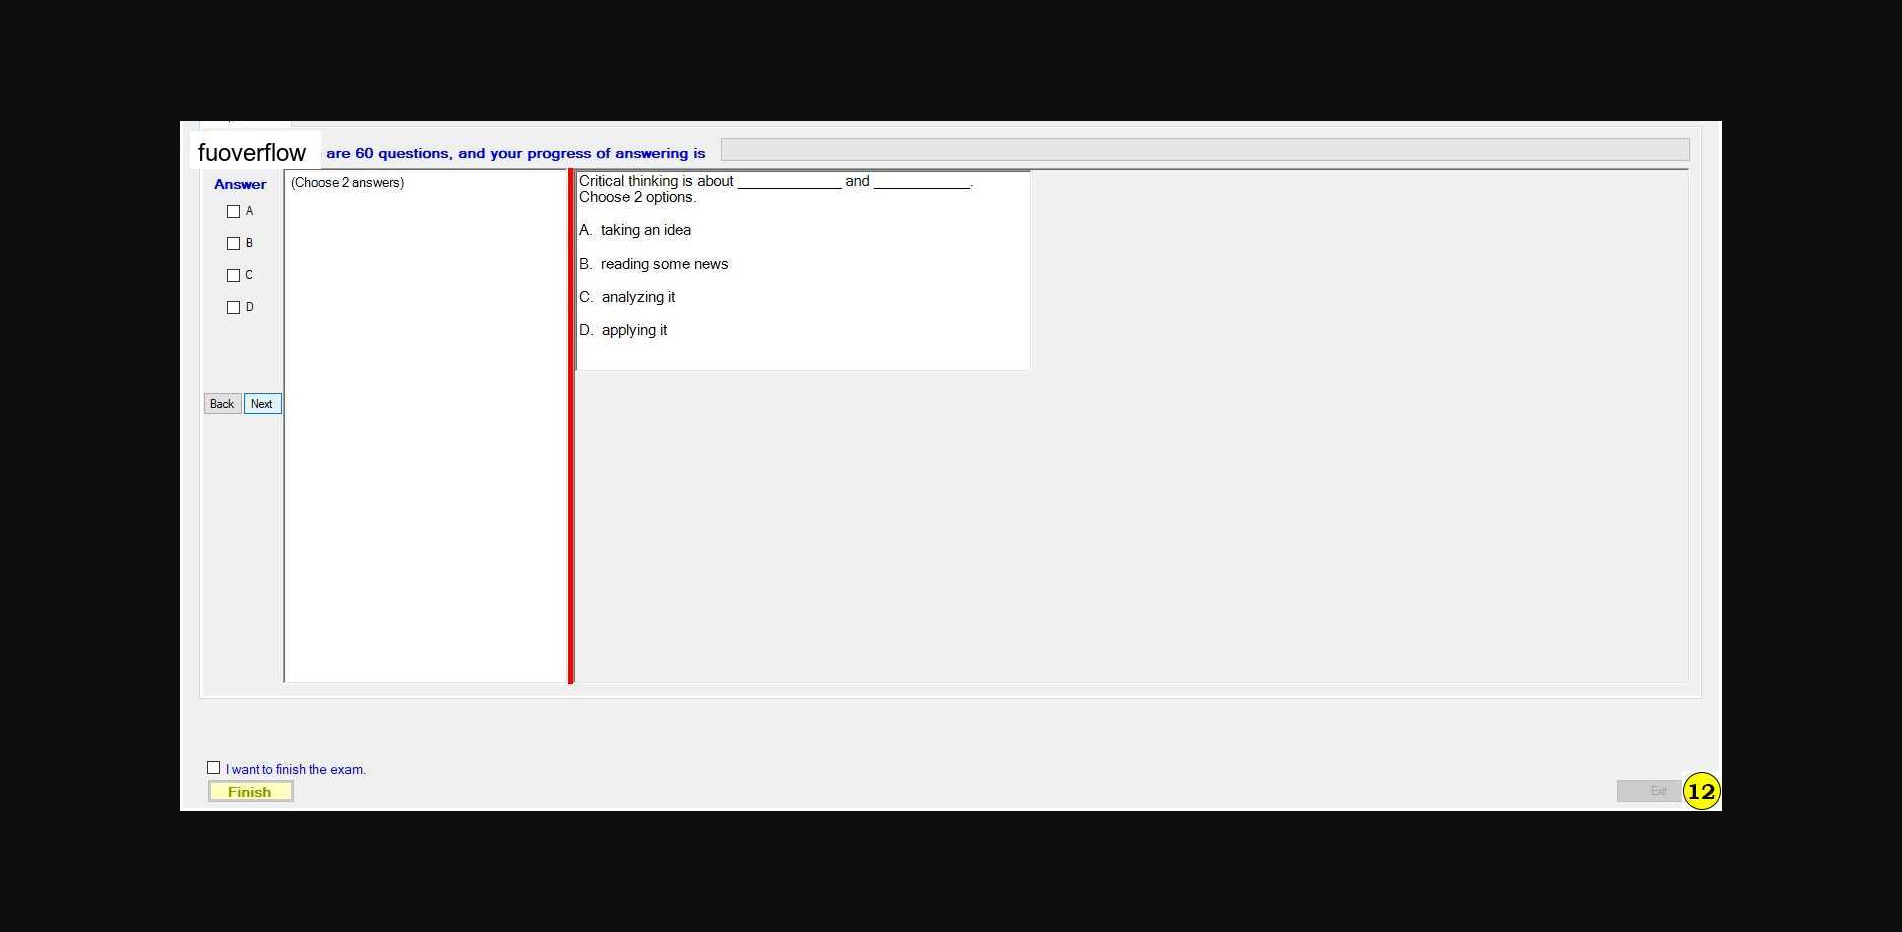 fuoverflow are 60 questions, and your progress of answering is
Answer
A
B
C
D
Back Next
(Choose 2 answers)
Critical thinking is about _____________ and ____________.
Choose 2 options.
A. taking an idea
B. reading some news
C. analyzing it
D. applying it
I want to finish the exam.
Finish
Exit
12